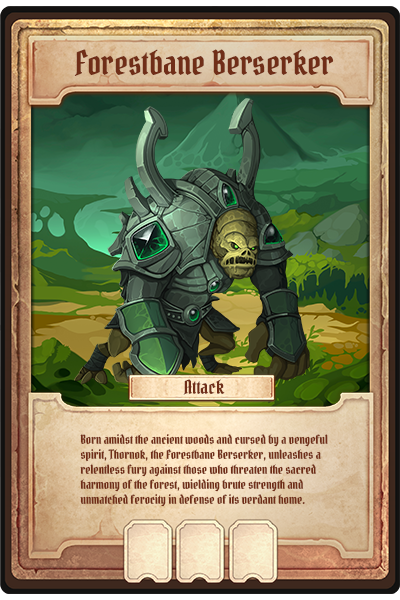 Forestbane Berserker
Attack
Born amidst the ancient woods and cursed by a vengeful
spirit, Thornok, the Forestbane Berserker, unleashes a
relentless fury against those who threaten the sacred
harmony of the forest, wielding brute strength and
unmatched ferocity in defense of its verdant home.